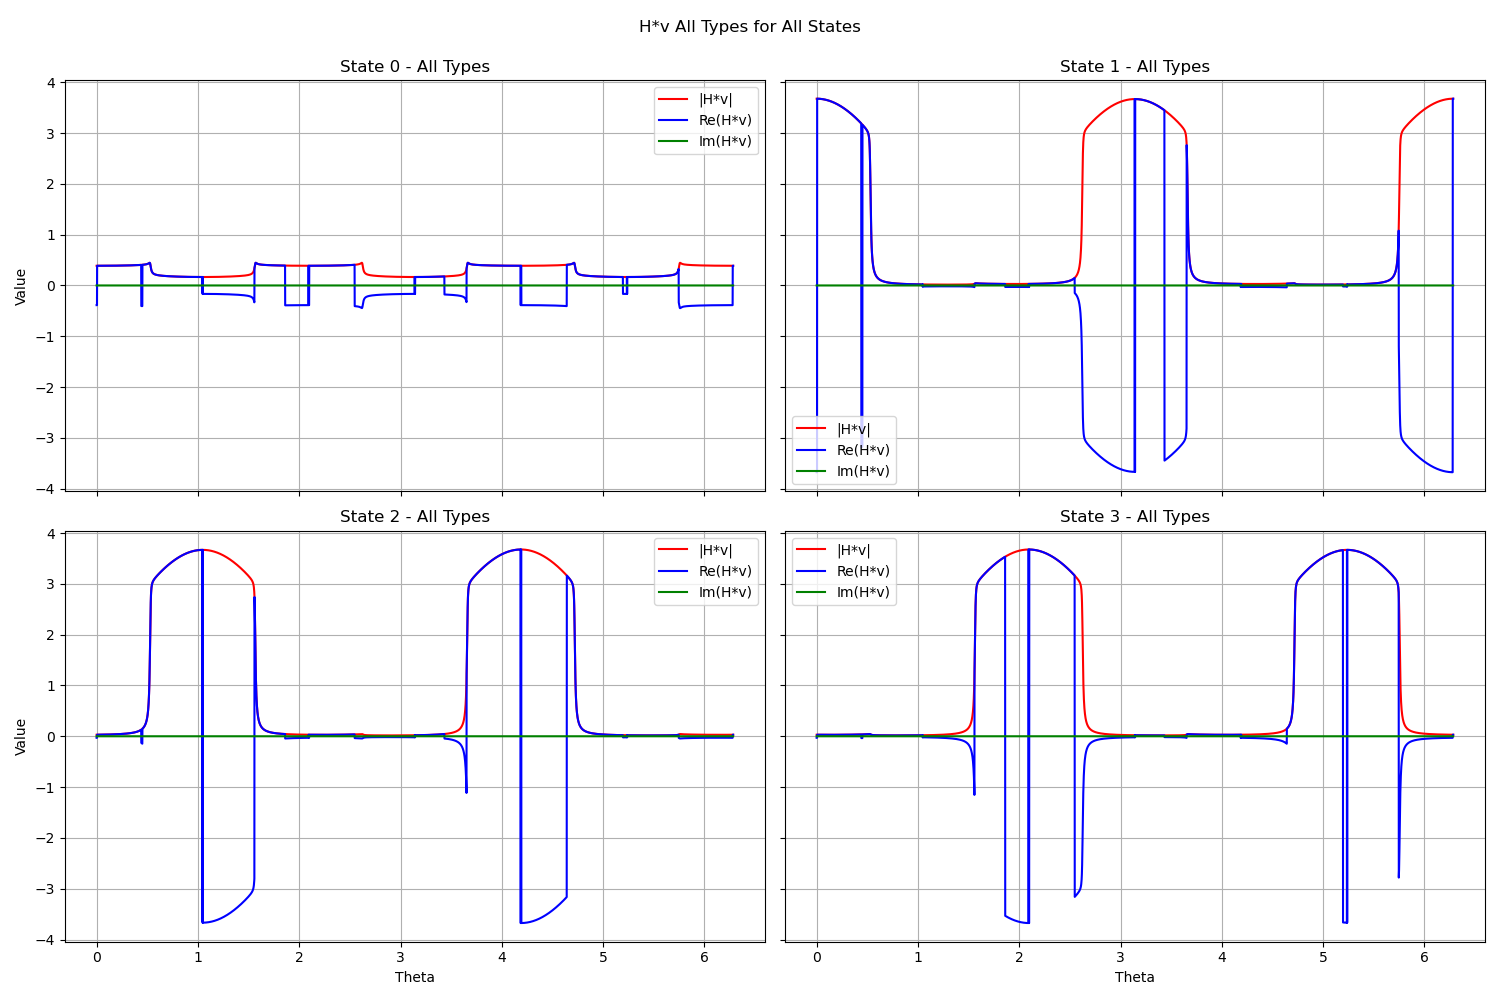 H*v All Types for All States
State 0 - All Types
4
3
2
1
0
−1
−2
−3
−4
Value
|H*v|
Re(H*v)
Im(H*v)
State 1 - All Types
|H*v|
Re(H*v)
Im(H*v)
State 2 - All Types
4
3
2
1
0
−1
−2
−3
−4
Value
|H*v|
Re(H*v)
Im(H*v)
0 1 2 3 4 5 6
Theta
State 3 - All Types
|H*v|
Re(H*v)
Im(H*v)
0 1 2 3 4 5 6
Theta